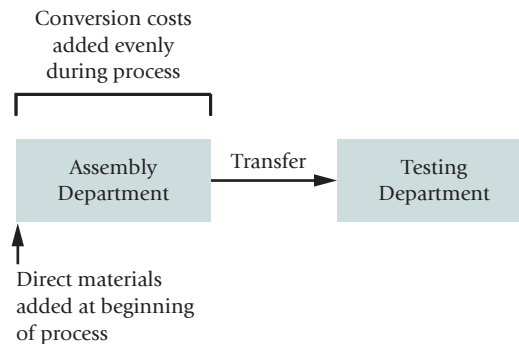 Conversion costs
added evenly
during process
Assembly
Department
Transfer
Testing
Department
Direct materials
added at beginning
of process